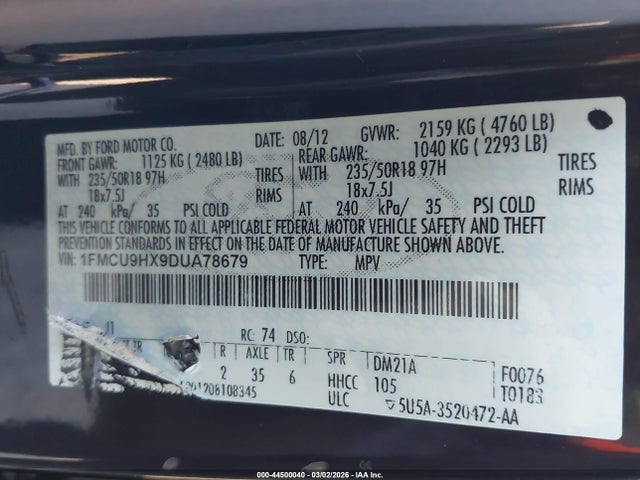 MFD. BY FORD MOTOR CO. DATE: 08/12 GVWR: 2159 KG ( 4760 LB)
FRONT GAWR: 1125 KG ( 2480 LB) REAR GAWR: 1040 KG ( 2293 LB)
WITH 235/50R18 97H TIRES WITH 235/50R18 97H TIRES
18x7.5J RIMS 18x7.5J RIMS
AT 240 kPa/ 35 PSI COLD AT 240 kPa/ 35 PSI COLD
THIS VEHICLE CONFORMS TO ALL APPLICABLE FEDERAL MOTOR VEHICLE SAFETY AND THEFT
PREVENTION STANDARDS IN EFFECT ON THE DATE OF MANUFACTURE SHOWN ABOVE.
VIN: 1FMCU9HX9DUA78679 TYPE: MPV
RC: 74 DSO:
TR R AXLE TR SPR DM21A F0076
2 35 6 HHCC 105 T0183
ULC 5U5A-3520472-AA
000-44500040 - 03/02/2026 - IAA Inc.